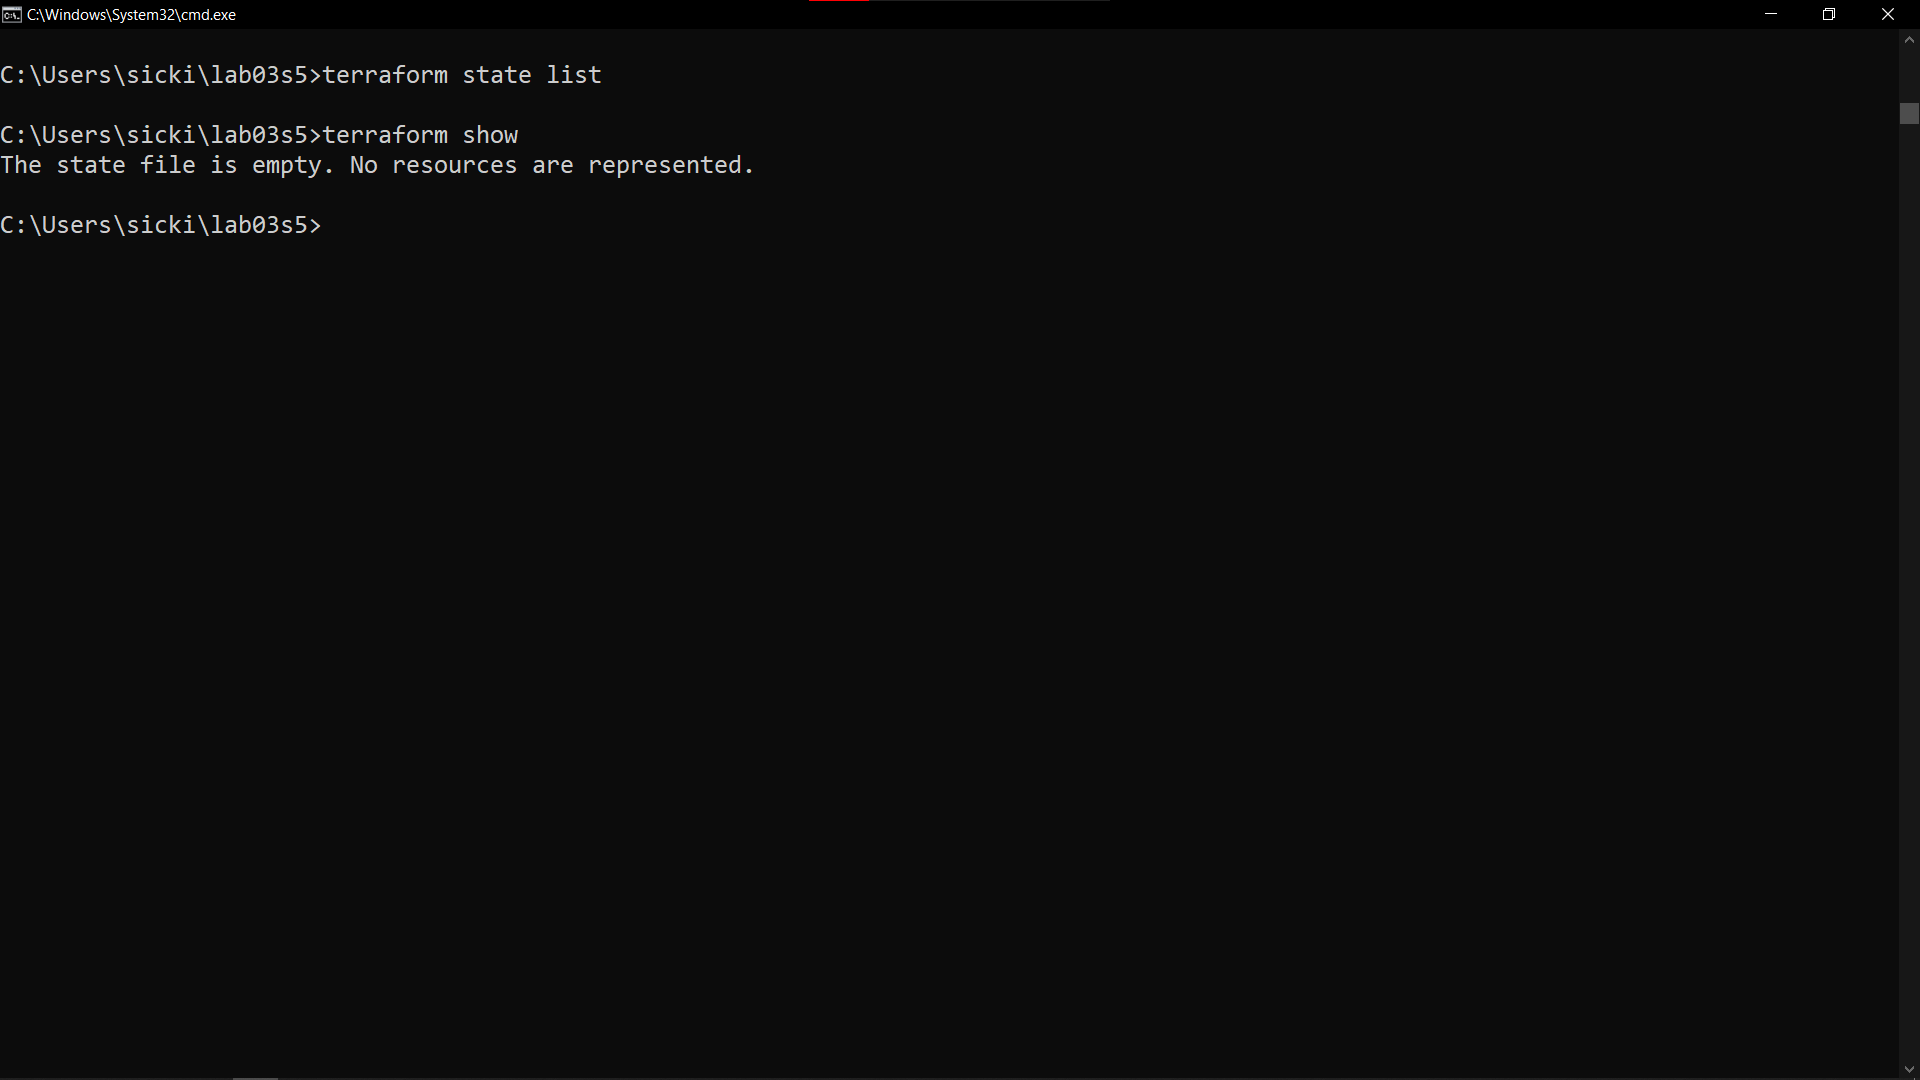 C:\Windows\System32\cmd.exe
C:\Users\sicki\lab03s5>terraform state list
C:\Users\sicki\lab03s5>terraform show
The state file is empty. No resources are represented.
C:\Users\sicki\lab03s5>